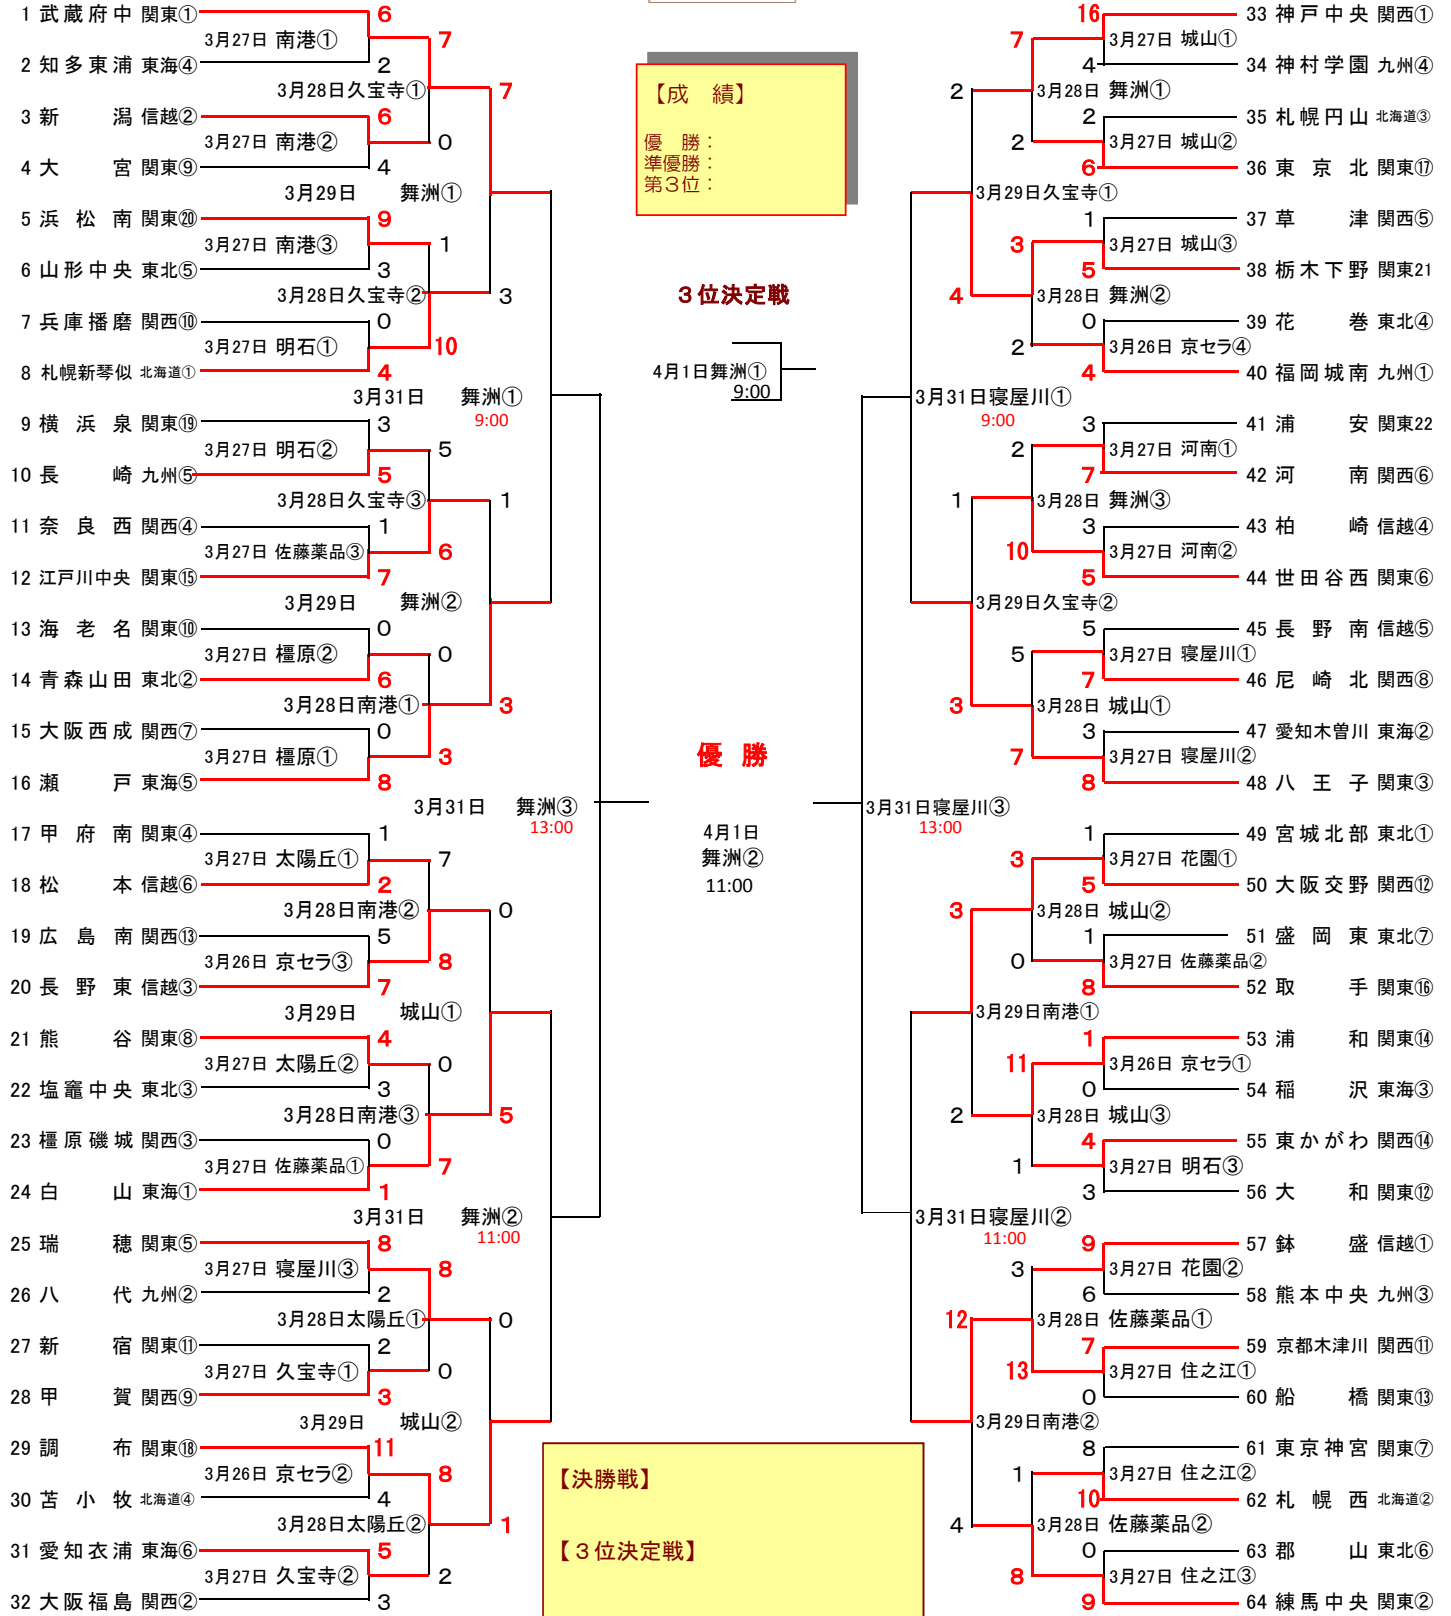 1 武蔵府中 関東① 6
3月27日 南港① 7
2 知多東浦 東海④ 2
3月28日久宝寺① 7
3 新 潟 信越② 6
3月27日 南港② 0
4 大 宮 関東⑨ 4
3月29日 舞洲①
5 浜松南 関東⑳ 9
3月27日 南港③ 1
6 山形中央 東北⑤ 3
3月28日久宝寺② 3
7 兵庫播磨 関西⑩ 0
3月27日 明石① 10
8 札幌新琴似 北海道① 4
3月31日 舞洲①
9:00
9 横浜泉 関東⑲ 3
3月27日 明石② 5
10 長 崎 九州⑤ 5
3月28日久宝寺③ 1
11 奈良西 関西④ 1
3月27日 佐藤薬品③ 6
12 江戸川中央 関東⑮ 7
3月29日 舞洲②
13 海老名 関東⑩ 0
3月27日 橿原② 0
14 青森山田 東北② 6
3月28日南港① 3
15 大阪西成 関西⑦ 0
3月27日 橿原① 3
16 瀬 戸 東海⑤ 8
3月31日 舞洲③
13:00
17 甲府南 関東④ 1
3月27日 太陽丘① 7
18 松 本 信越⑥ 2
3月28日南港② 0
19 広島南 関西⑬ 5
3月26日 京セラ③ 8
20 長野東 信越③ 7
3月29日 城山①
21 熊 谷 関東⑧ 4
3月27日 太陽丘② 0
22 塩竈中央 東北③ 3
3月28日南港③ 5
23 橿原磯城 関西③ 0
3月27日 佐藤薬品① 7
24 白 山 東海① 1
3月31日 舞洲②
11:00
25 瑞 穂 関東⑤ 8
3月27日 寝屋川③ 8
26 八 代 九州② 2
3月28日太陽丘① 0
27 新 宿 関東⑪ 2
3月27日 久宝寺① 0
28 甲 賀 関西⑨ 3
3月29日 城山②
29 調 布 関東⑱ 11
3月26日 京セラ② 8
30 苫小牧 北海道④ 4
3月28日太陽丘② 1
31 愛知衣浦 東海⑥ 5
3月27日 久宝寺② 2
32 大阪福島 関西② 3
【成 績】
優 勝：
準優勝：
第３位：
３位決定戦
4月1日舞洲①
9:00
優 勝
4月1日
舞洲②
11:00
【決勝戦】
【３位決定戦】
16 33 神戸中央 関西①
7 3月27日 城山①
4 34 神村学園 九州④
2 3月28日 舞洲①
2 35 札幌円山 北海道③
2 3月27日 城山②
6 36 東京北 関東⑰
3月29日久宝寺①
1 37 草 津 関西⑤
3 3月27日 城山③
5 38 栃木下野 関東21
4 3月28日 舞洲②
0 39 花 巻 東北④
2 3月26日 京セラ④
4 40 福岡城南 九州①
3月31日寝屋川①
9:00
3 41 浦 安 関東22
2 3月27日 河南①
7 42 河 南 関西⑥
1 3月28日 舞洲③
3 43 柏 崎 信越④
10 3月27日 河南②
5 44 世田谷西 関東⑥
3月29日久宝寺②
5 45 長野南 信越⑤
5 3月27日 寝屋川①
7 46 尼崎北 関西⑧
3 3月28日 城山①
3 47 愛知木曽川 東海②
7 3月27日 寝屋川②
8 48 八王子 関東③
3月31日寝屋川③
13:00
1 49 宮城北部 東北①
3 3月27日 花園①
5 50 大阪交野 関西⑫
3 3月28日 城山②
1 51 盛岡東 東北⑦
0 3月27日 佐藤薬品②
8 52 取 手 関東⑯
3月29日南港①
1 53 浦 和 関東⑭
11 3月26日 京セラ①
0 54 稲 沢 東海③
2 3月28日 城山③
4 55 東かがわ 関西⑭
1 3月27日 明石③
3 56 大 和 関東⑫
3月31日寝屋川②
11:00
9 57 鉢 盛 信越①
3 3月27日 花園②
6 58 熊本中央 九州③
12 3月28日 佐藤薬品①
7 59 京都木津川 関西⑪
13 3月27日 住之江①
0 60 船 橋 関東⑬
3月29日南港②
8 61 東京神宮 関東⑦
1 3月27日 住之江②
10 62 札幌西 北海道②
4 3月28日 佐藤薬品②
0 63 郡 山 東北⑥
8 3月27日 住之江③
9 64 練馬中央 関東②